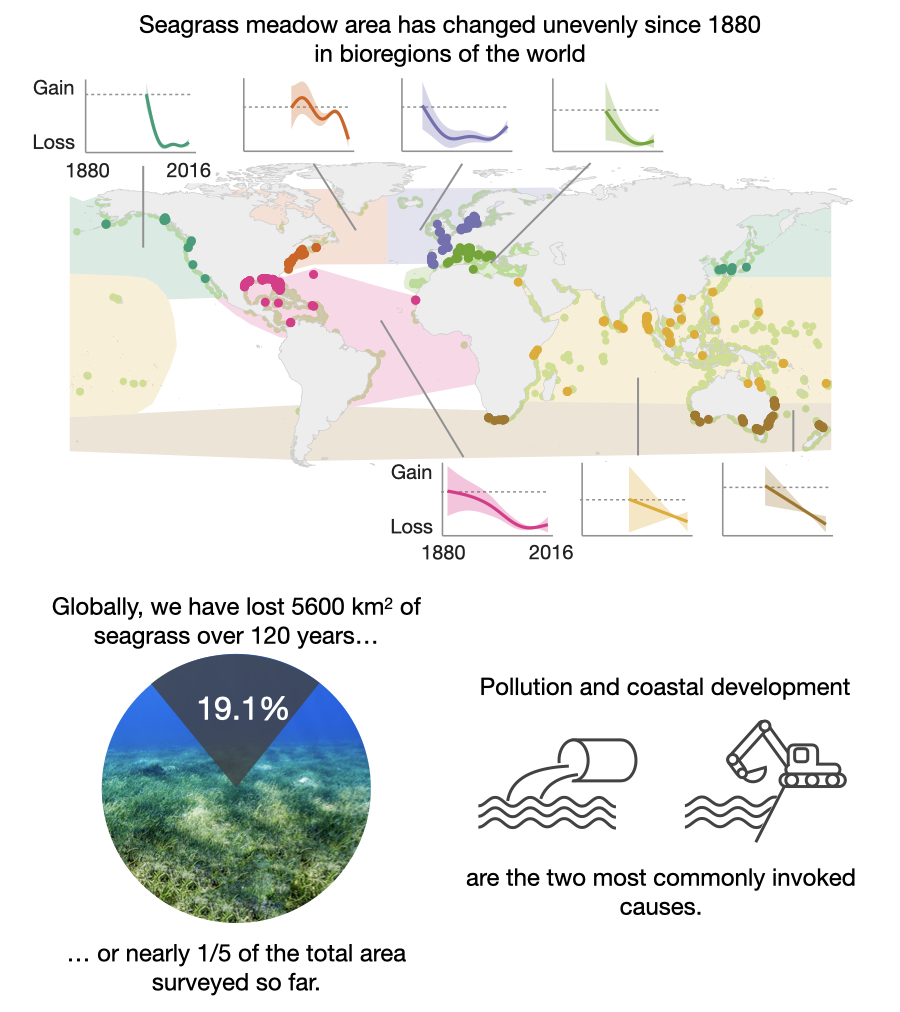 Seagrass meadow area has changed unevenly since 1880
in bioregions of the world
Gain
Loss
1880 2016
Gain
Loss
1880 2016
Globally, we have lost 5600 km² of
seagrass over 120 years…
19.1%
… or nearly 1/5 of the total area
surveyed so far.
Pollution and coastal development
are the two most commonly invoked
causes.